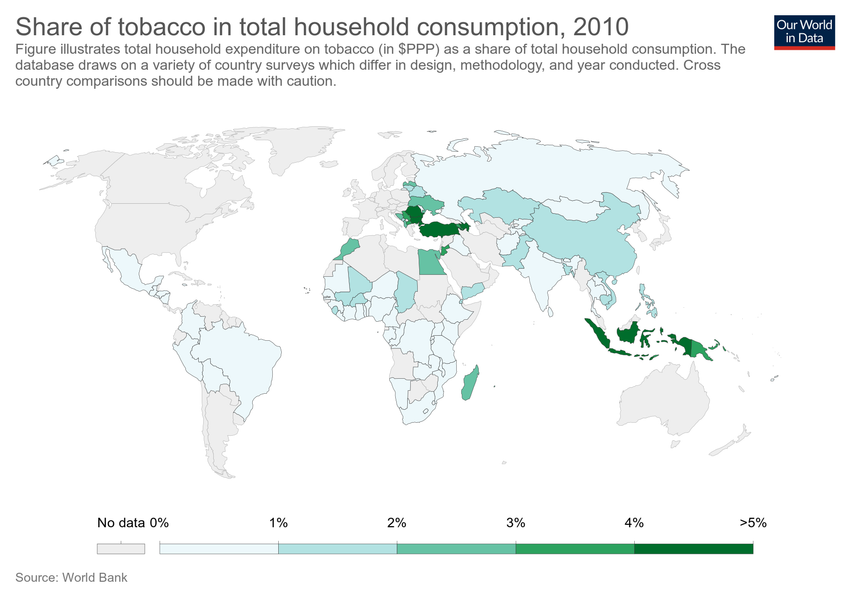 Share of tobacco in total household consumption, 2010
Our World
in Data
Figure illustrates total household expenditure on tobacco (in $PPP) as a share of total household consumption. The
database draws on a variety of country surveys which differ in design, methodology, and year conducted. Cross
country comparisons should be made with caution.
No data 0% 1% 2% 3% 4% >5%
Source: World Bank